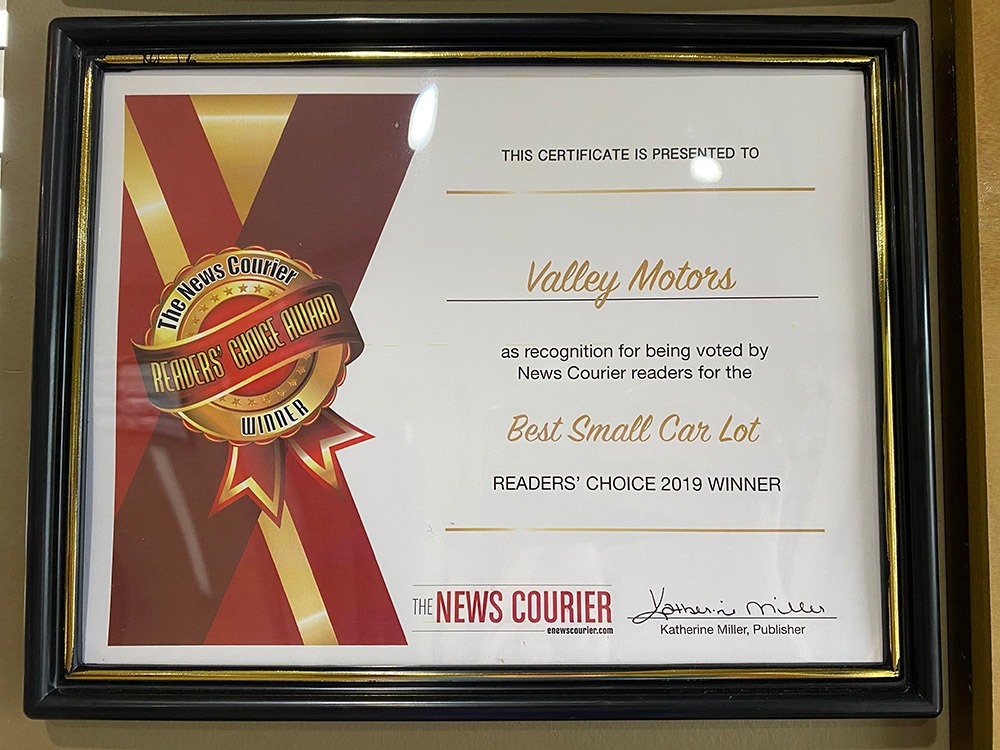 The News Courier
READERS' CHOICE AWARD
WINNER
THIS CERTIFICATE IS PRESENTED TO
Valley Motors
as recognition for being voted by
News Courier readers for the
Best Small Car Lot
READERS' CHOICE 2019 WINNER
THE NEWS COURIER
enewscourier.com
Katherine Miller
Katherine Miller, Publisher